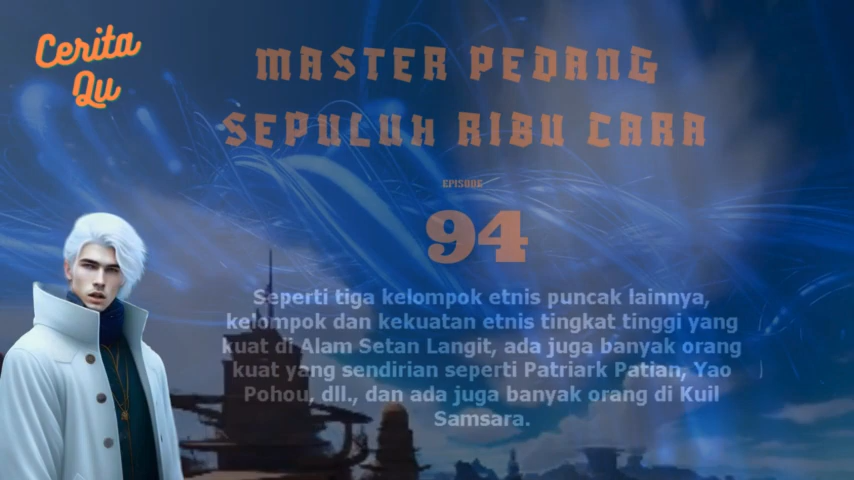 Cerita
Qu
MASTER PEDANG
SEPULUH RIBU CARA
EPISODE
94
Seperti tiga kelompok etnis puncak lainnya,
kelompok dan kekuatan etnis tingkat tinggi yang
kuat di Alam Setan Langit, ada juga banyak orang
kuat yang sendirian seperti Patriark Patian, Yao
Pohou, dll., dan ada juga banyak orang di Kuil
Samsara.